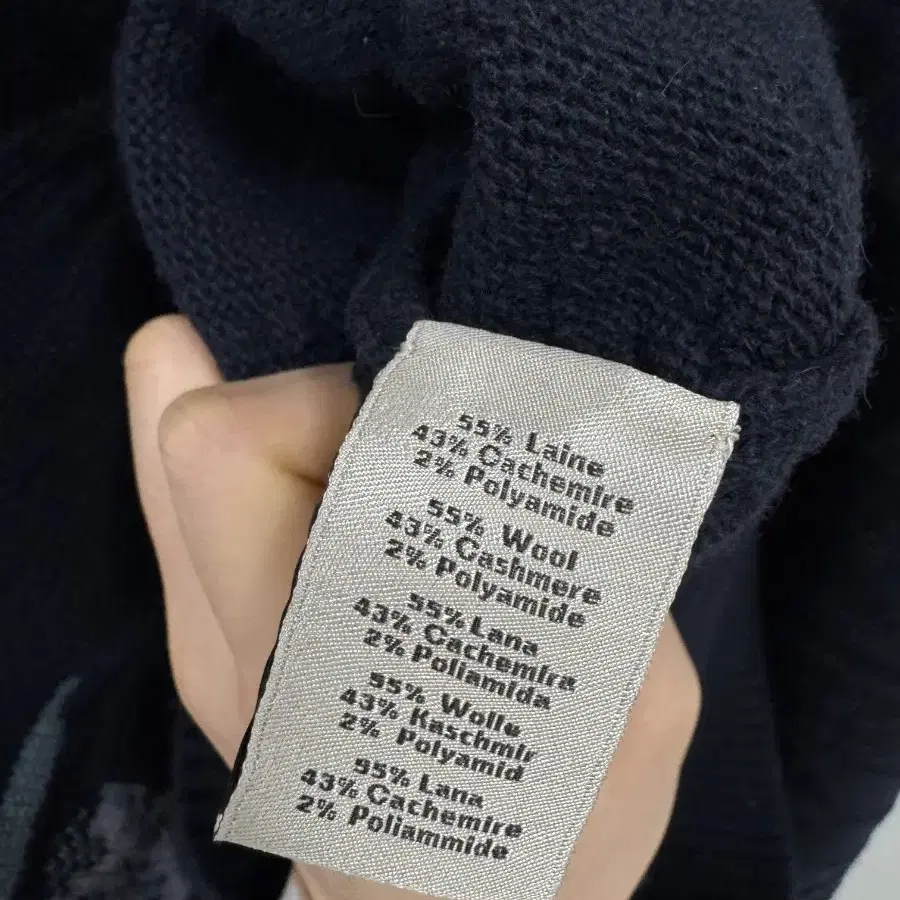 55% Laine
43% Cachemire
2% Polyamide
55% Wool
43% Cashmere
2% Polyamide
55% Lana
43% Cachemira
2% Poliamida
55% Wolle
43% Kaschmir
2% Polyamid
55% Lana
43% Cachemire
2% Poliammide